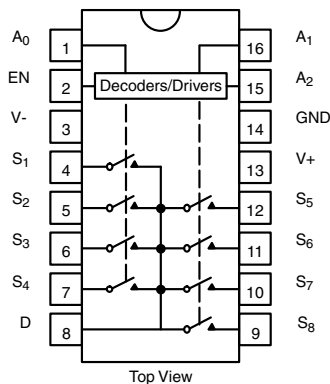 A0 1 16 A1
EN 2 Decoders/Drivers 15 A2
V- 3 14 GND
S1 4 13 V+
S2 5 12 S5
S3 6 11 S6
S4 7 10 S7
D 8 9 S8
Top View